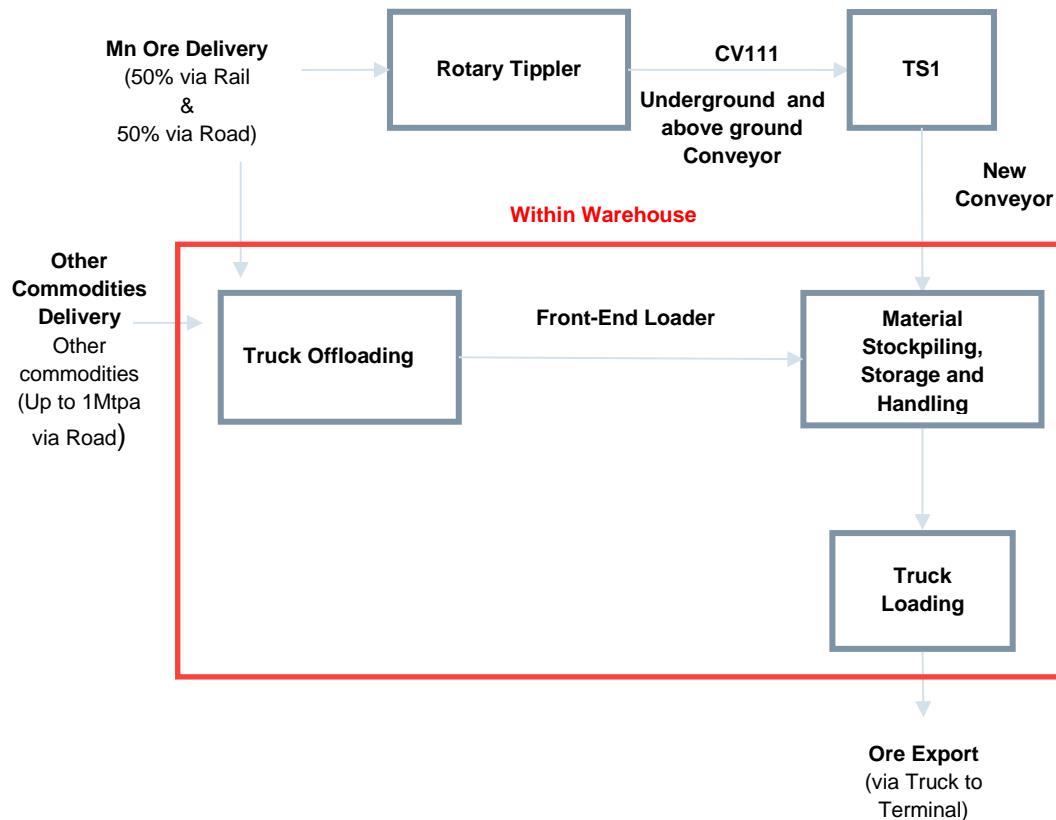 Mn Ore Delivery
(50% via Rail
&
50% via Road)
Rotary Tippler
CV111
Underground and
above ground
Conveyor
TS1
New
Conveyor
Within Warehouse
Other
Commodities
Delivery
Other
commodities
(Up to 1Mtpa
via Road)
Truck Offloading
Front-End Loader
Material
Stockpiling,
Storage and
Handling
Truck
Loading
Ore Export
(via Truck to
Terminal)